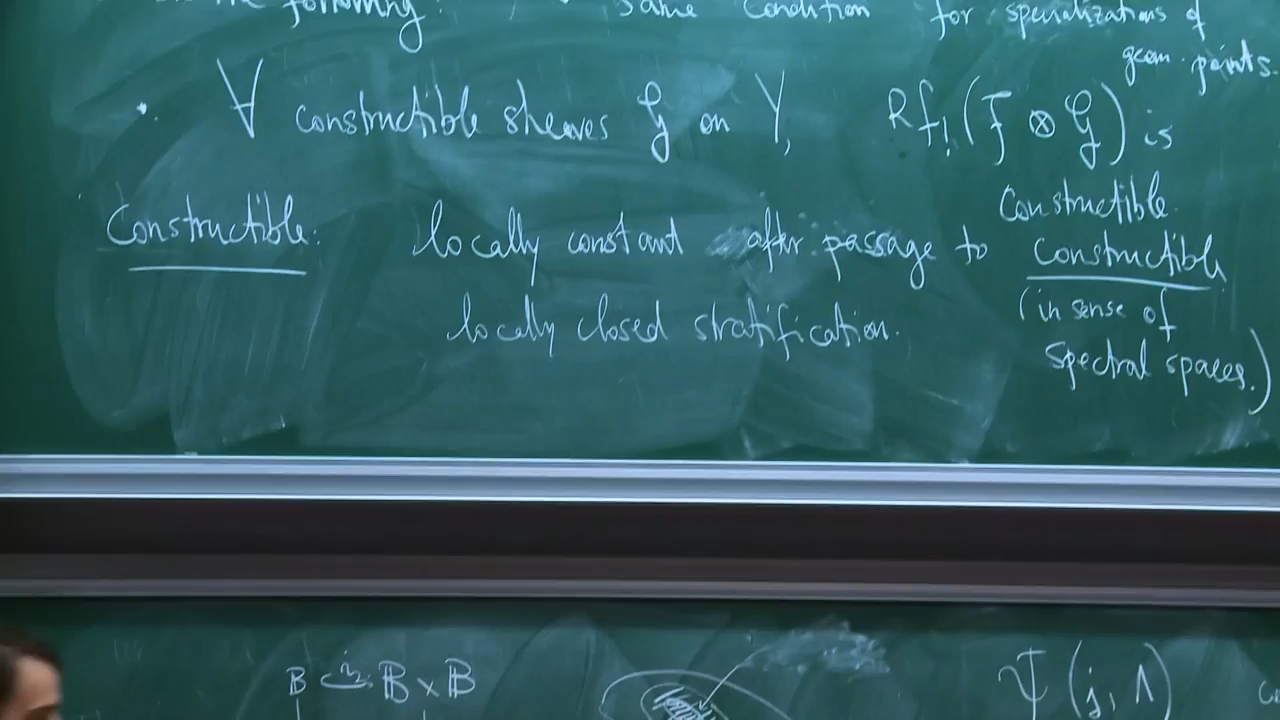 following: Same Condition for specializations of
geom. points.
• ∀ constructible sheaves 𝒢 on Y, Rf!(F ⊗ 𝒢) is
Constructible.
Constructible: locally constant after passage to Constructible
locally closed stratification. (in sense of
Spectral spaces.)
B ↪ B × B
Ψ (j, Λ)